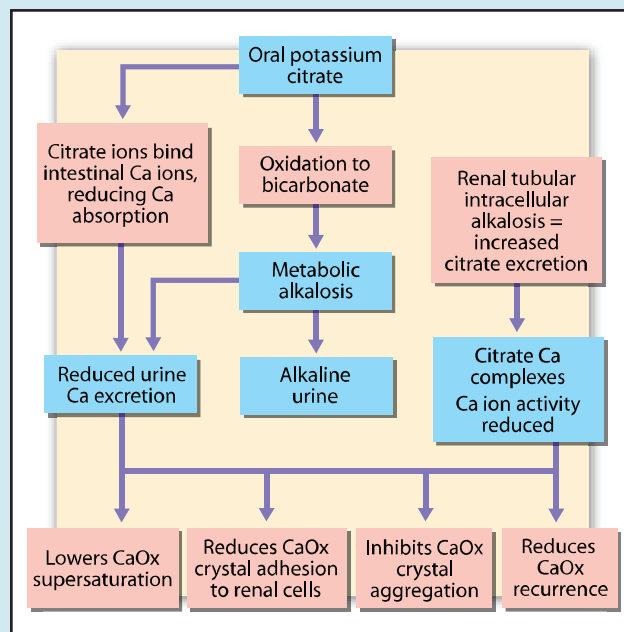 Oral potassium
citrate
Citrate ions bind
intestinal Ca ions,
reducing Ca
absorption
Oxidation to
bicarbonate
Renal tubular
intracellular
alkalosis =
increased
citrate excretion
Metabolic
alkalosis
Reduced urine
Ca excretion
Alkaline
urine
Citrate Ca
complexes
Ca ion activity
reduced
Lowers CaOx
supersaturation
Reduces CaOx
crystal adhesion
to renal cells
Inhibits CaOx
crystal
aggregation
Reduces
CaOx
recurrence